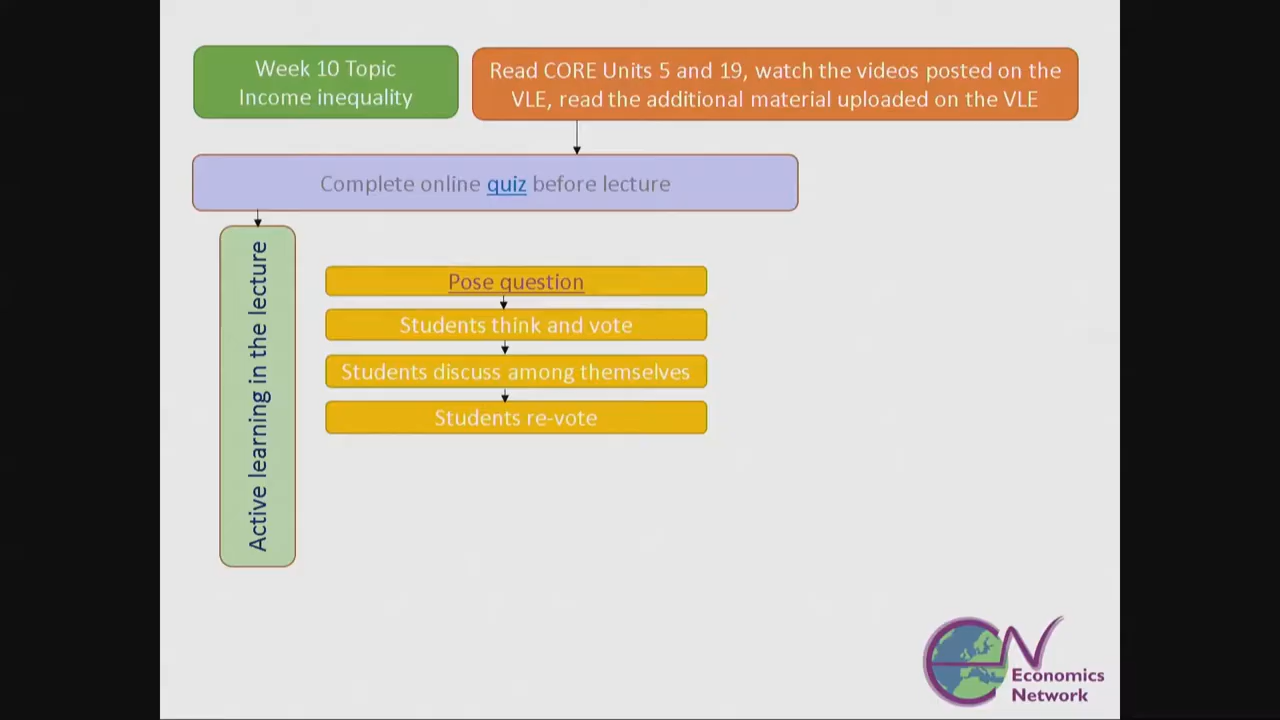 Week 10 Topic
Income inequality
Read CORE Units 5 and 19, watch the videos posted on the
VLE, read the additional material uploaded on the VLE
Complete online quiz before lecture
Active learning in the lecture
Pose question
Students think and vote
Students discuss among themselves
Students re-vote
Economics
Network